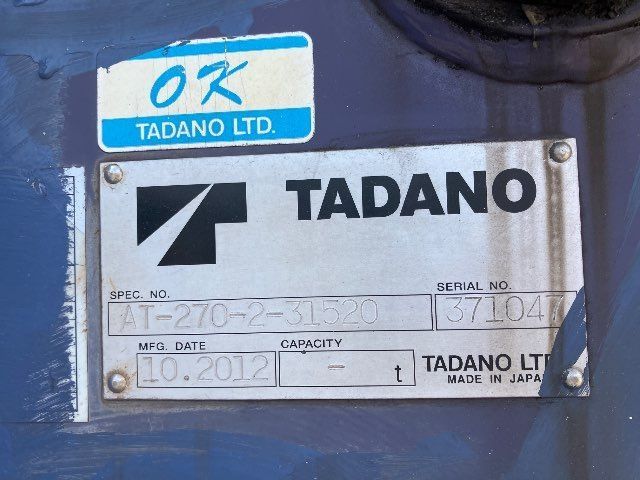 OK
TADANO LTD.
TADANO
SPEC. NO.
SERIAL NO.
AT-270-2-31520
371047
MFG. DATE
CAPACITY
10.2012
- t
TADANO LTD
MADE IN JAPAN